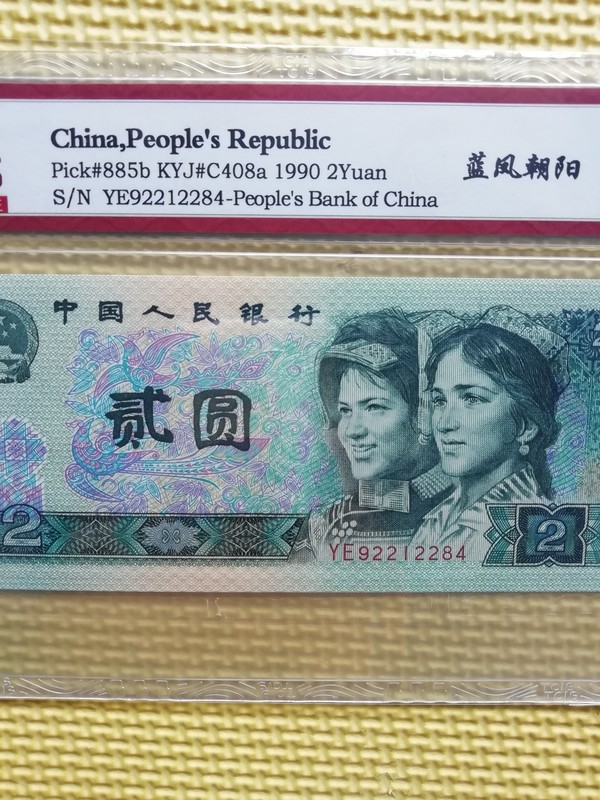 China,People's Republic
Pick#885b KYJ#C408a 1990 2Yuan
S/N YE92212284-People's Bank of China
蓝凤朝阳
中国人民银行
贰圆
2
YE92212284
2